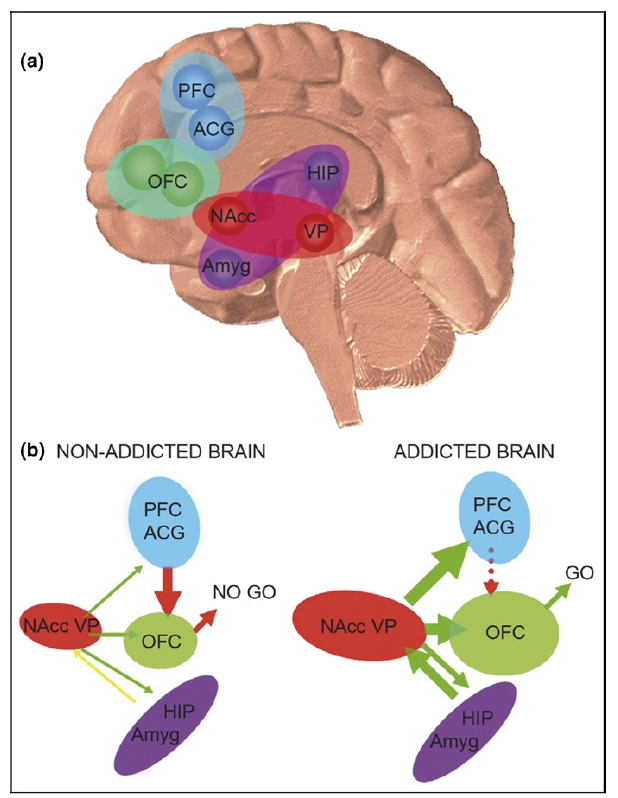 (a)
PFC
ACG
OFC
HIP
NAcc
VP
Amyg
(b) NON-ADDICTED BRAIN
ADDICTED BRAIN
PFC
ACG
NO GO
NAcc VP
OFC
HIP
Amyg
PFC
ACG
GO
NAcc VP
OFC
HIP
Amyg